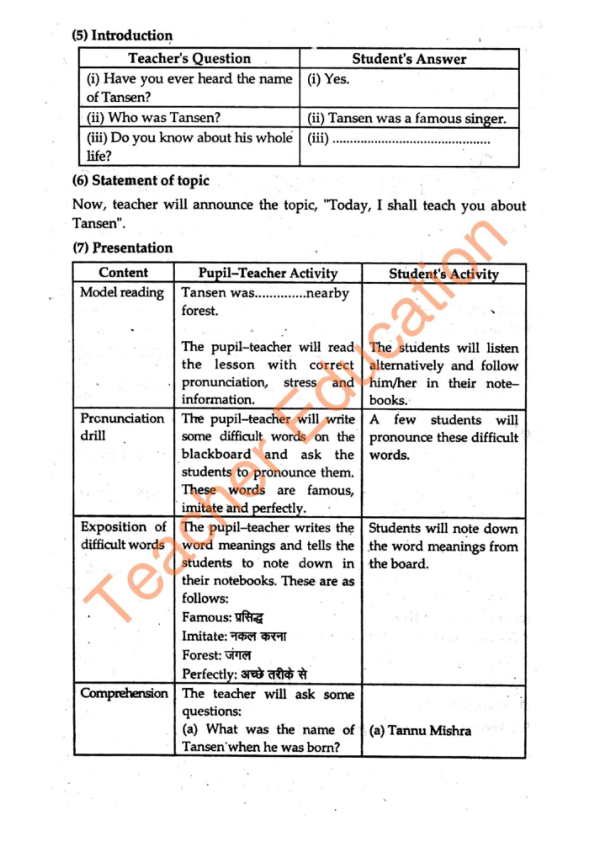 (5) Introduction
Teacher's Question
Student's Answer
(i) Have you ever heard the name
of Tansen?
(i) Yes.
(ii) Who was Tansen?
(ii) Tansen was a famous singer.
(iii) Do you know about his whole
life?
(iii) ............................................
(6) Statement of topic
Now, teacher will announce the topic, "Today, I shall teach you about
Tansen".
(7) Presentation
Content
Pupil–Teacher Activity
Student's Activity
Model reading
Tansen was..............nearby
forest.
The pupil–teacher will read
the lesson with correct
pronunciation, stress and
information.
The students will listen
alternatively and follow
him/her in their note–
books.
Pronunciation
drill
The pupil–teacher will write
some difficult words on the
blackboard and ask the
students to pronounce them.
These words are famous,
imitate and perfectly.
A few students will
pronounce these difficult
words.
Exposition of
difficult words
The pupil–teacher writes the
word meanings and tells the
students to note down in
their notebooks. These are as
follows:
Famous: प्रसिद्ध
Imitate: नकल करना
Forest: जंगल
Perfectly: अच्छे तरीके से
Students will note down
the word meanings from
the board.
Comprehension
The teacher will ask some
questions:
(a) What was the name of
Tansen when he was born?
(a) Tannu Mishra
Teacher Education